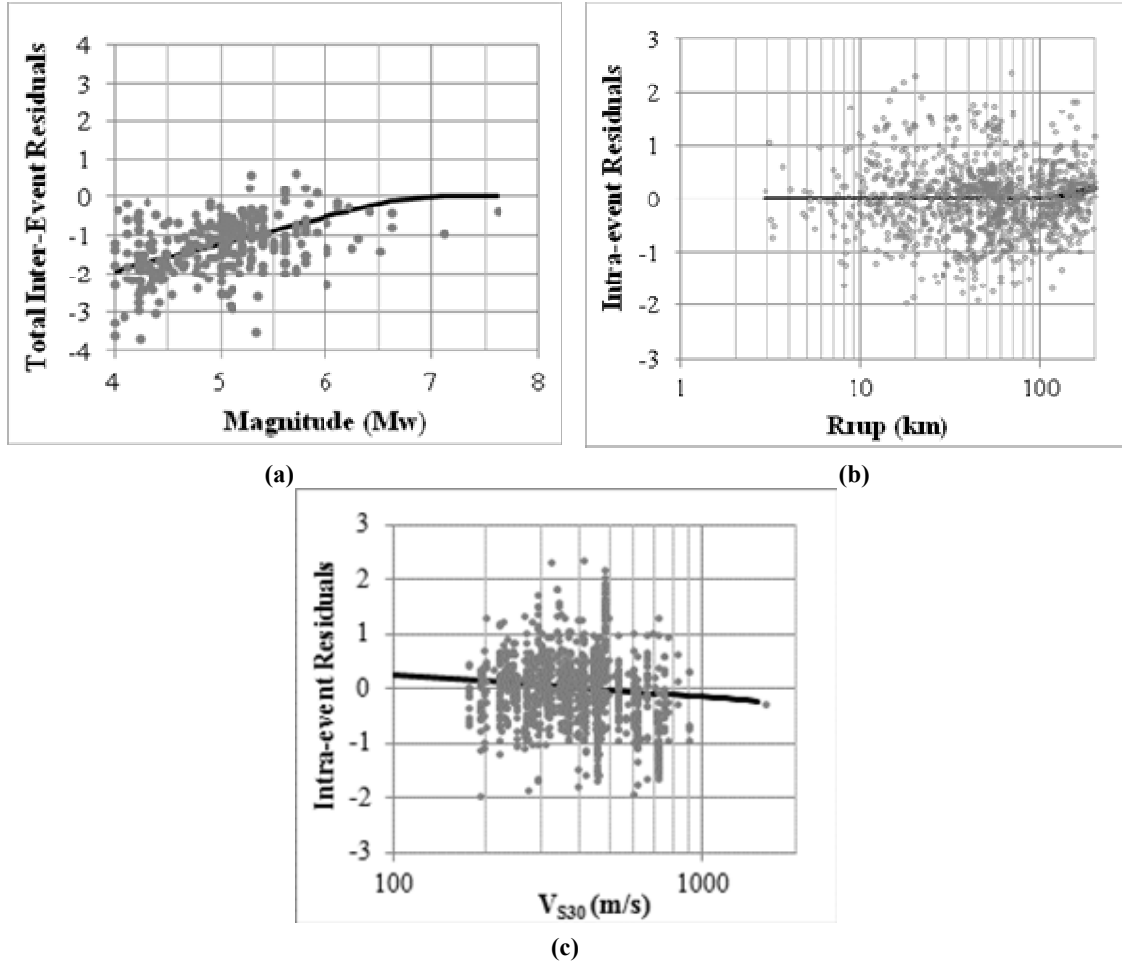 4
3
2
1
0
-1
-2
-3
-4
4 5 6 7 8
Total Inter-Event Residuals
Magnitude (Mw)
(a)
3
2
1
0
-1
-2
-3
1 10 100
Intra-event Residuals
Rrup (km)
(b)
3
2
1
0
-1
-2
-3
100 1000
Intra-event Residuals
VS30 (m/s)
(c)